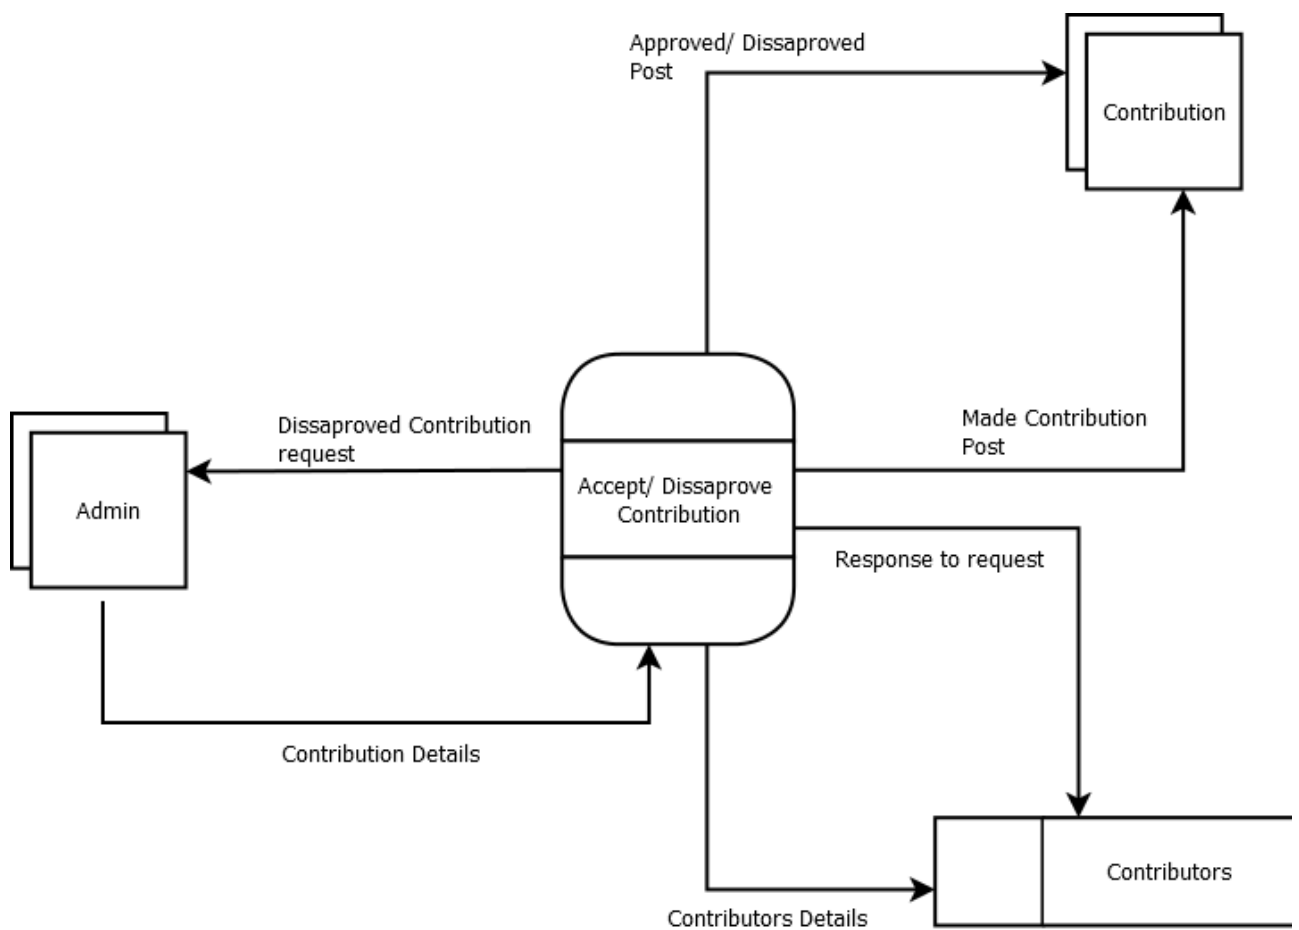 Approved/ Dissaproved
Post
Contribution
Dissaproved Contribution
request
Made Contribution
Post
Admin
Accept/ Dissaprove
Contribution
Response to request
Contribution Details
Contributors
Contributors Details